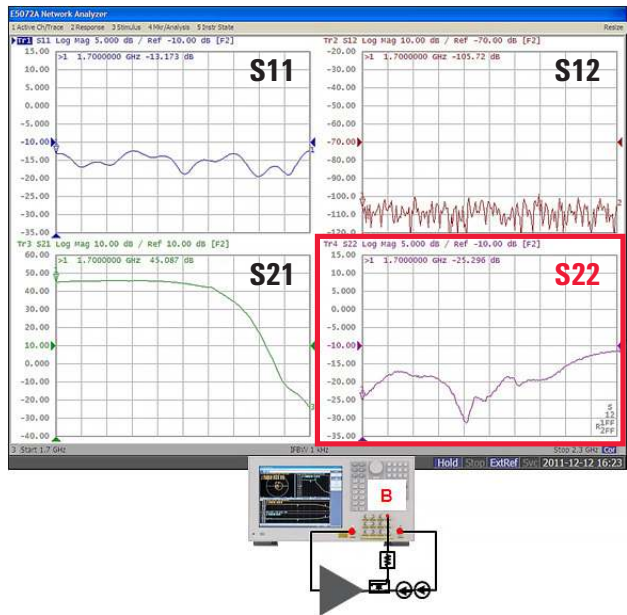 E5072A Network Analyzer
1 Active Ch/Trace 2 Response 3 Stimulus 4 Mkr/Analysis 5 Instr State Resize
Tr1 S11 Log Mag 5.000 dB / Ref -10.00 dB [F2]
15.00
>1 1.7000000 GHz -13.173 dB
S11
10.00
5.000
0.000
-5.000
-10.00
-15.00
-20.00
-25.00
-30.00
-35.00
1
Tr2 S12 Log Mag 10.00 dB / Ref -70.00 dB [F2]
-20.00
>1 1.7000000 GHz -105.72 dB
S12
-30.00
-40.00
-50.00
-60.00
-70.00
-80.00
-90.00
-100.0
-110.0
-120.0
2
Tr3 S21 Log Mag 10.00 dB / Ref 10.00 dB [F2]
60.00
>1 1.7000000 GHz 45.087 dB
S21
50.00
40.00
30.00
20.00
10.00
0.000
-10.00
-20.00
-30.00
-40.00
3
Tr4 S22 Log Mag 5.000 dB / Ref -10.00 dB [F2]
15.00
>1 1.7000000 GHz -25.296 dB
S22
10.00
5.000
0.000
-5.000
-10.00
-15.00
-20.00
-25.00
-30.00
-35.00
S
12
R1FF
2FF
3 Start 1.7 GHz IFBW 1 kHz Stop 2.3 GHz Cor
Hold Stop ExtRef Svc 2011-12-12 16:23
B